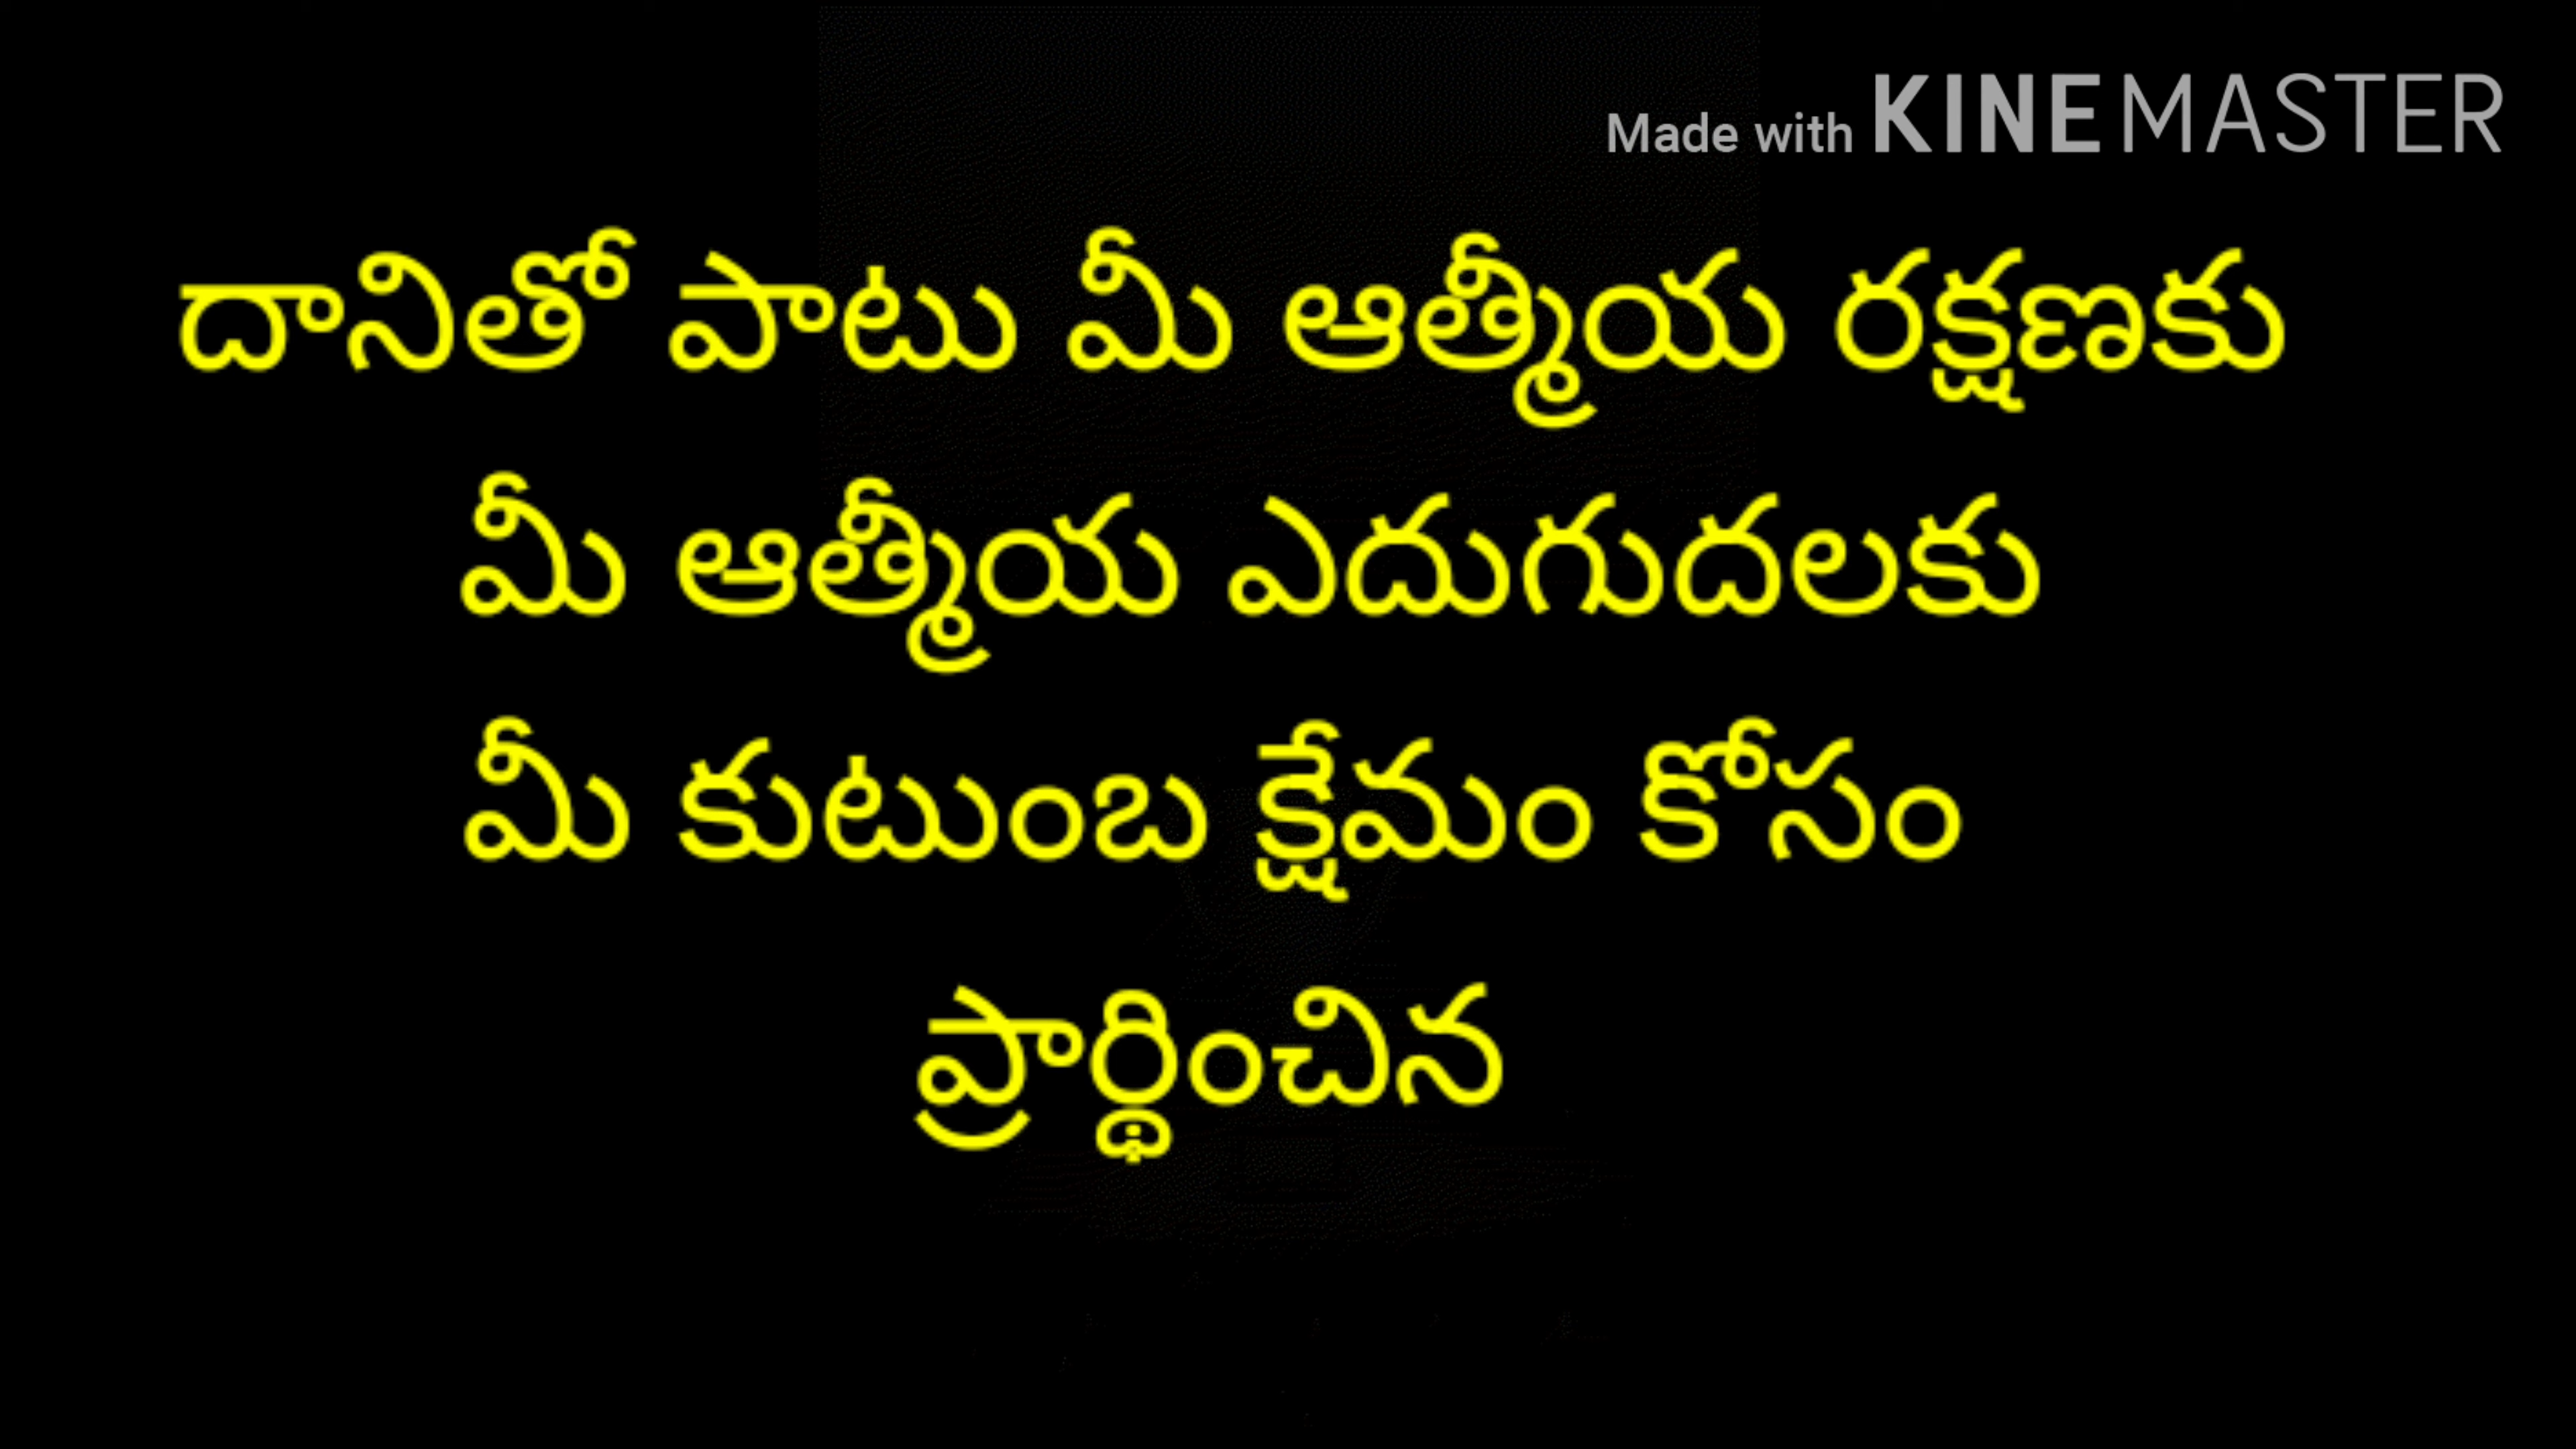 Made with KINEMASTER
దానితో పాటు మీ ఆత్మీయ రక్షణకు
మీ ఆత్మీయ ఎదుగుదలకు
మీ కుటుంబ క్షేమం కోసం
ప్రార్థించిన